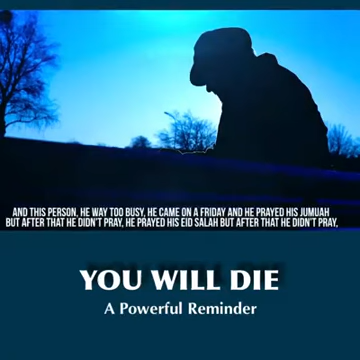 AND THIS PERSON, HE WAY TOO BUSY, HE CAME ON A FRIDAY AND HE PRAYED HIS JUMUAH
BUT AFTER THAT HE DIDN'T PRAY, HE PRAYED HIS EID SALAH BUT AFTER THAT HE DIDN'T PRAY,
YOU WILL DIE
A Powerful Reminder